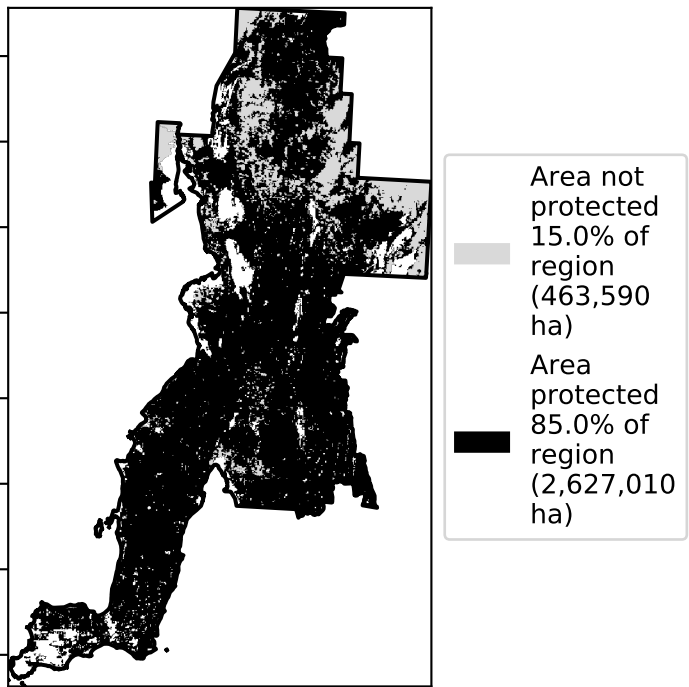 Area not
protected
15.0% of
region
(463,590
ha)
Area
protected
85.0% of
region
(2,627,010
ha)